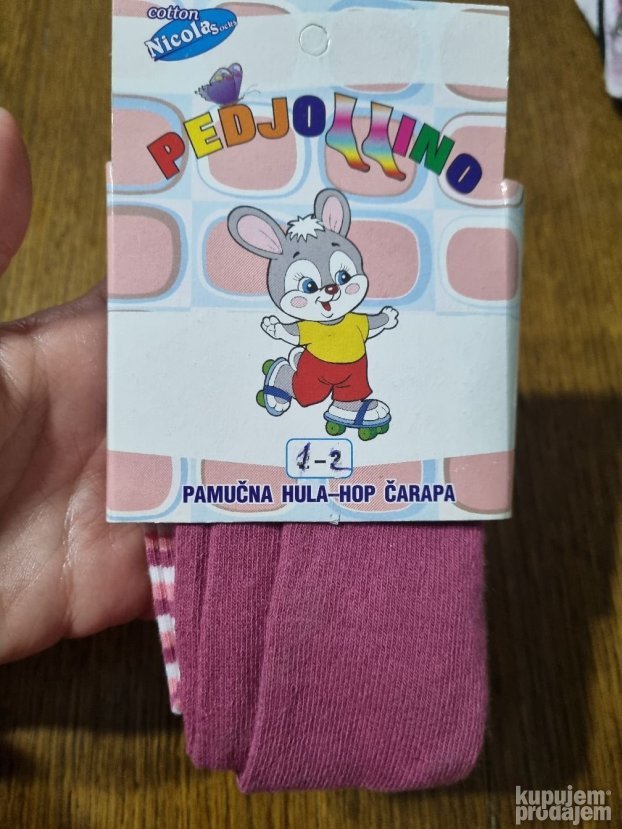 cotton
Nicolas Socks
PEDJOLLINO
1-2
PAMUČNA HULA-HOP ČARAPA
kupujem
prodajem